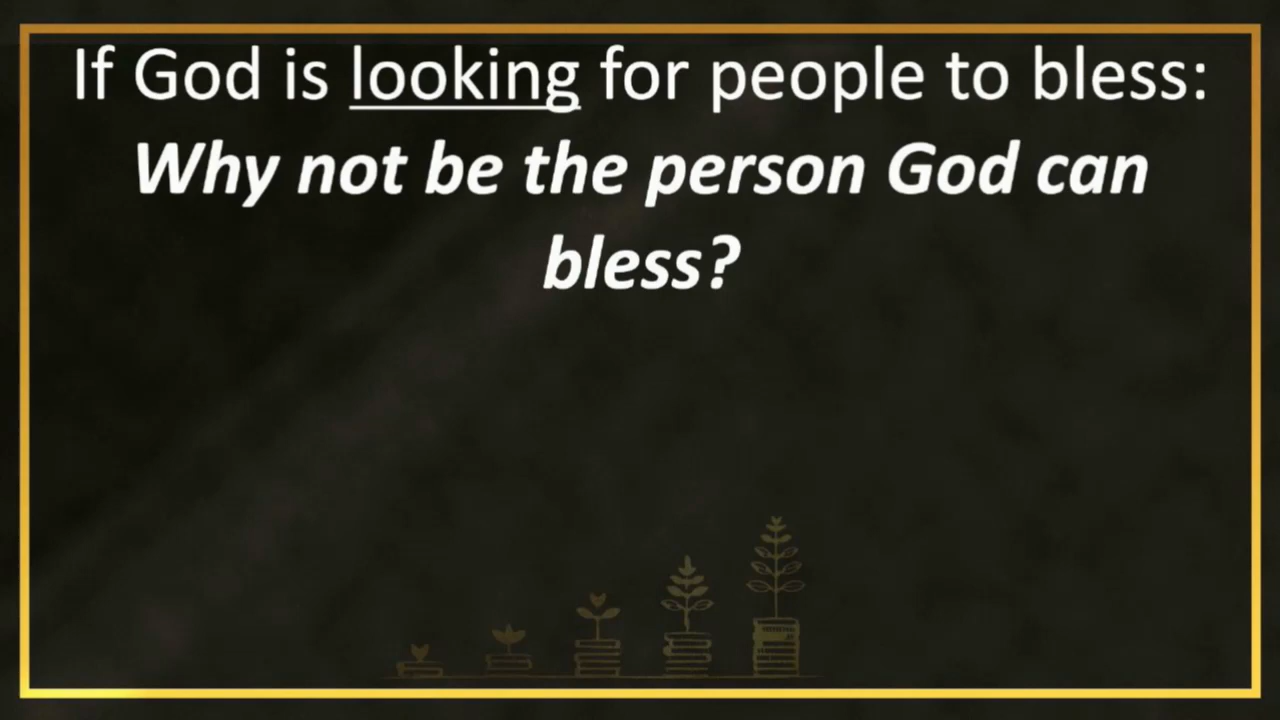 If God is looking for people to bless:
Why not be the person God can
bless?